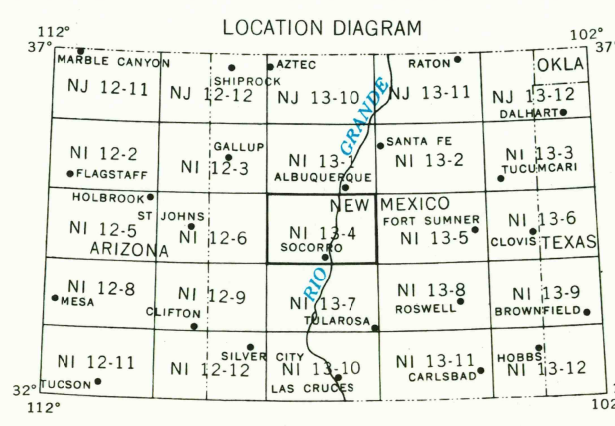 LOCATION DIAGRAM
112°
102°
37°
37°
MARBLE CANYON
AZTEC
RATON
OKLA
SHIPROCK
NJ 12-11
NJ 12-12
NJ 13-10
NJ 13-11
NJ 13-12
DALHART
GRANDE
NI 12-2
GALLUP
NI 12-3
NI 13-1
SANTA FE
NI 13-2
NI 13-3
FLAGSTAFF
ALBUQUERQUE
TUCUMCARI
HOLBROOK
NEW MEXICO
ST JOHNS
FORT SUMNER
NI 12-5
NI 12-6
NI 13-4
NI 13-5
NI 13-6
ARIZONA
SOCORRO
CLOVIS
TEXAS
RIO
NI 12-8
NI 12-9
NI 13-7
NI 13-8
NI 13-9
MESA
CLIFTON
TULAROSA
ROSWELL
BROWNFIELD
SILVER CITY
HOBBS
NI 12-11
NI 12-12
NI 13-10
NI 13-11
NI 13-12
TUCSON
LAS CRUCES
CARLSBAD
32°
112°
102